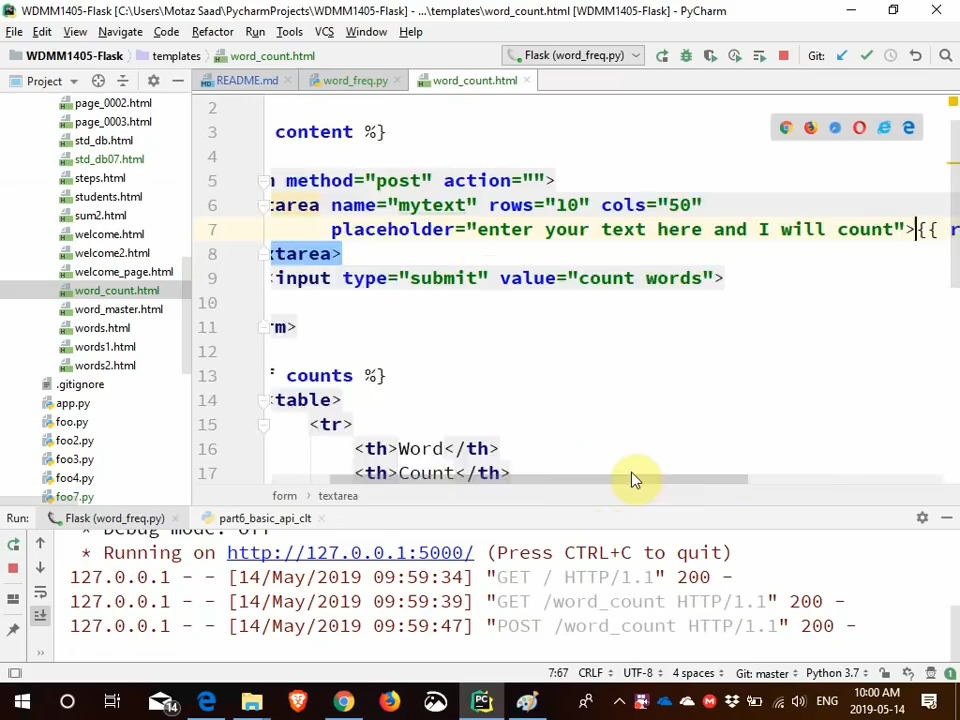 WDMM1405-Flask [C:\Users\Motaz Saad\PycharmProjects\WDMM1405-Flask] - ...\templates\word_count.html [WDMM1405-Flask] - PyCharm
File Edit View Navigate Code Refactor Run Tools VCS Window Help
WDMM1405-Flask templates word_count.html Flask (word_freq.py) Git:
Project README.md word_freq.py word_count.html
page_0002.html
page_0003.html
std_db.html
std_db07.html
steps.html
students.html
sum2.html
welcome.html
welcome2.html
welcome_page.html
word_count.html
word_master.html
words.html
words1.html
words2.html
.gitignore
app.py
foo.py
foo2.py
foo3.py
foo4.py
foo7.py
2
3 content %}
4
5 m method="post" action="">
6 tarea name="mytext" rows="10" cols="50"
7 placeholder="enter your text here and I will count">{{ r
8 xtarea>
9 <input type="submit" value="count words">
10
11 rm>
12
13 f counts %}
14 <table>
15 <tr>
16 <th>Word</th>
17 <th>Count</th>
form textarea
Run: Flask (word_freq.py) part6_basic_api_clt
* Debug mode: off
* Running on http://127.0.0.1:5000/ (Press CTRL+C to quit)
127.0.0.1 - - [14/May/2019 09:59:34] "GET / HTTP/1.1" 200 -
127.0.0.1 - - [14/May/2019 09:59:39] "GET /word_count HTTP/1.1" 200 -
127.0.0.1 - - [14/May/2019 09:59:47] "POST /word_count HTTP/1.1" 200 -
7:67 CRLF UTF-8 4 spaces Git: master Python 3.7
14 ENG 10:00 AM
2019-05-14 1